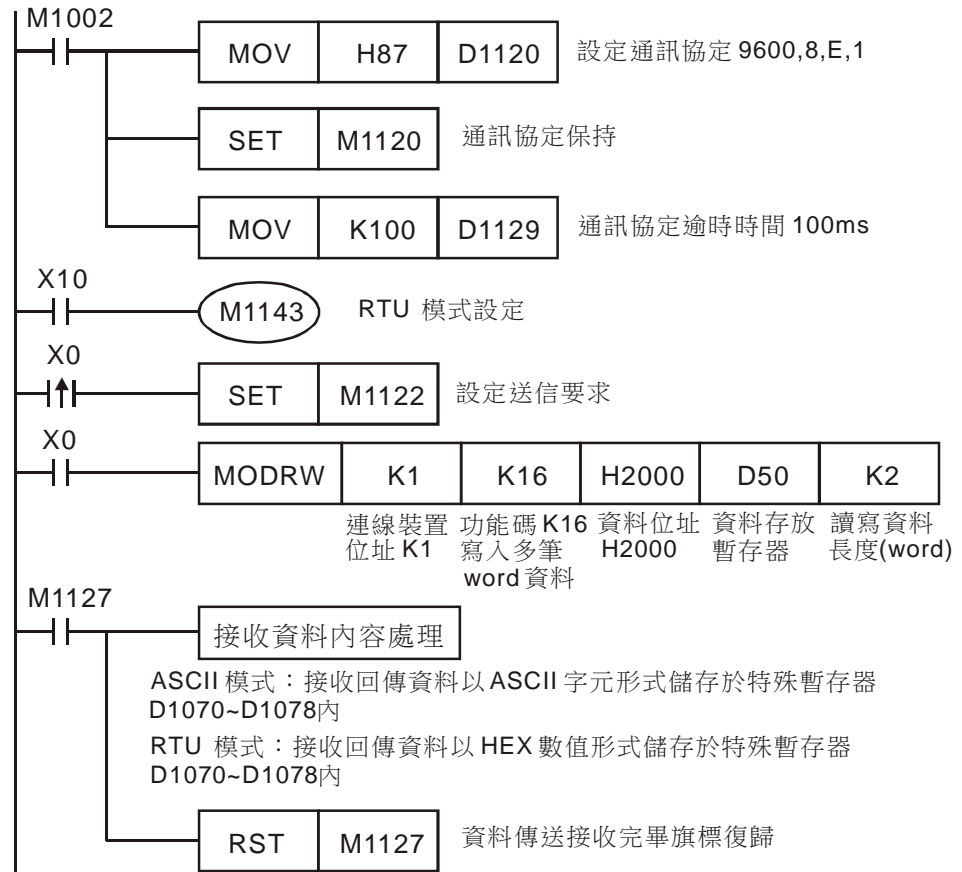 M1002
MOV H87 D1120 設定通訊協定 9600,8,E,1
SET M1120 通訊協定保持
MOV K100 D1129 通訊協定逾時時間 100ms
X10
M1143 RTU 模式設定
X0
SET M1122 設定送信要求
X0
MODRW K1 K16 H2000 D50 K2
連線裝置 功能碼 K16 資料位址 資料存放 讀寫資料
位址 K1 寫入多筆 H2000 暫存器 長度(word)
word 資料
M1127
接收資料內容處理
ASCII 模式：接收回傳資料以 ASCII 字元形式儲存於特殊暫存器
D1070~D1078內
RTU 模式：接收回傳資料以 HEX 數值形式儲存於特殊暫存器
D1070~D1078內
RST M1127 資料傳送接收完畢旗標復歸